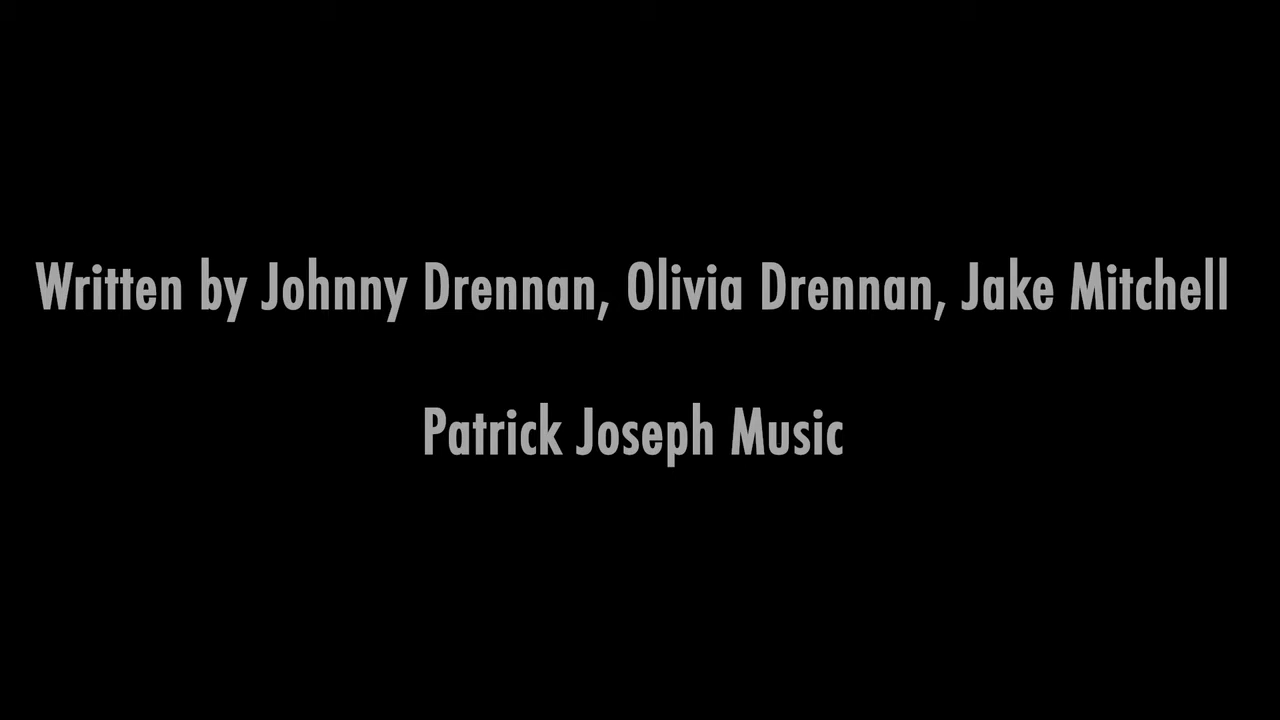 Written by Johnny Drennan, Olivia Drennan, Jake Mitchell
Patrick Joseph Music